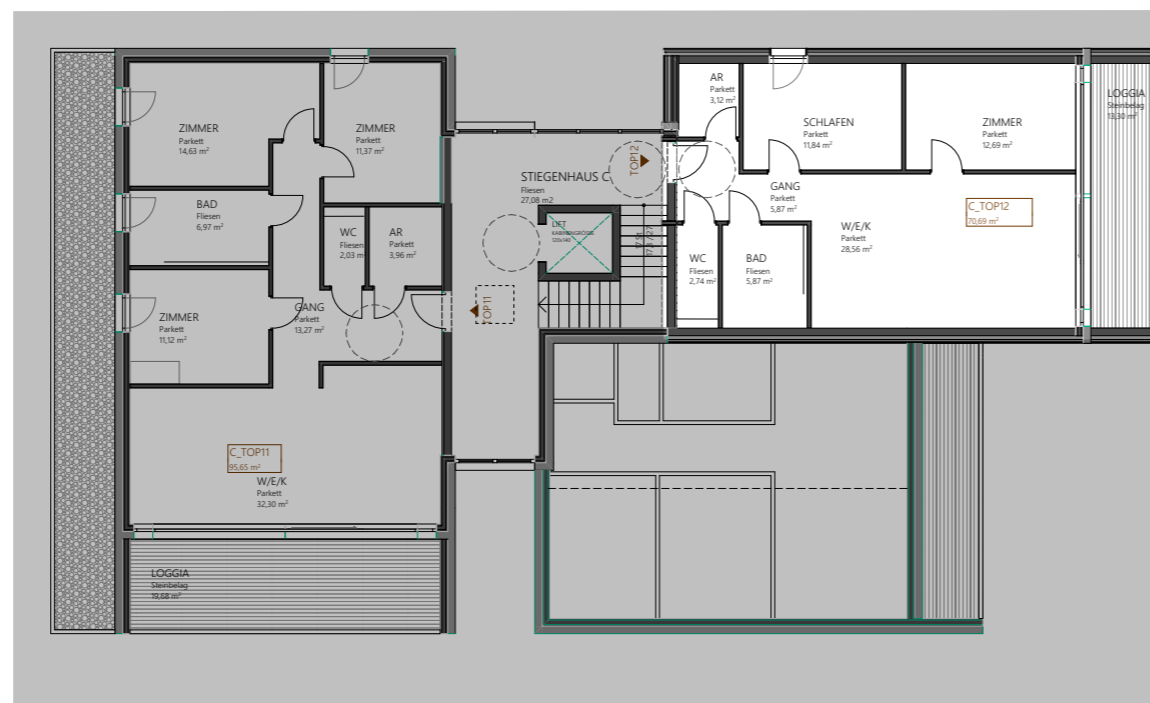 ZIMMER
Parkett
14,63 m²
ZIMMER
Parkett
11,37 m²
BAD
Fliesen
6,97 m²
WC
Fliesen
2,03 m²
AR
Parkett
3,96 m²
ZIMMER
Parkett
11,12 m²
GANG
Parkett
13,27 m²
C_TOP11
95,65 m²
W/E/K
Parkett
32,30 m²
LOGGIA
Steinbelag
19,68 m²
STIEGENHAUS C
Fliesen
27,08 m2
LIFT
KABINENGRÖSSE
120x140
TOP11
TOP12
AR
Parkett
3,12 m²
SCHLAFEN
Parkett
11,84 m²
ZIMMER
Parkett
12,69 m²
LOGGIA
Steinbelag
13,30 m²
GANG
Parkett
5,87 m²
C_TOP12
70,69 m²
W/E/K
Parkett
28,56 m²
WC
Fliesen
2,74 m²
BAD
Fliesen
5,87 m²